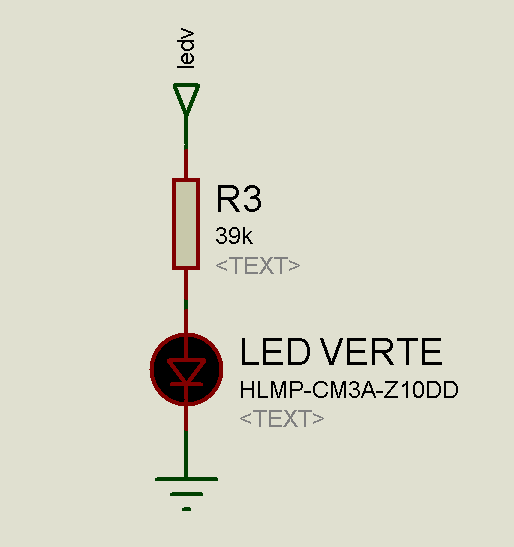 ledv
R3
39k
<TEXT>
LED VERTE
HLMP-CM3A-Z10DD
<TEXT>